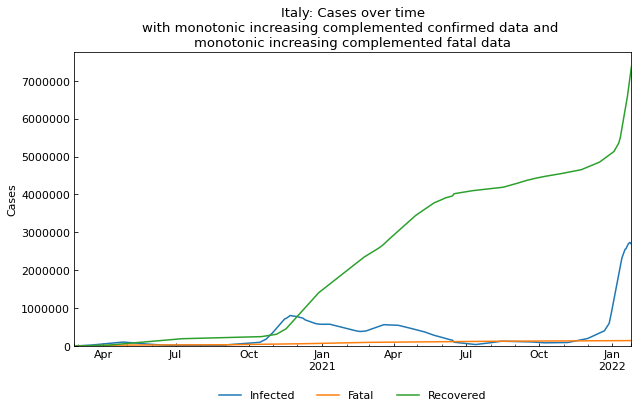 Italy: Cases over time
with monotonic increasing complemented confirmed data and
monotonic increasing complemented fatal data
Cases
7000000
6000000
5000000
4000000
3000000
2000000
1000000
0
Apr Jul Oct Jan Apr Jul Oct Jan
2021 2022
Infected Fatal Recovered